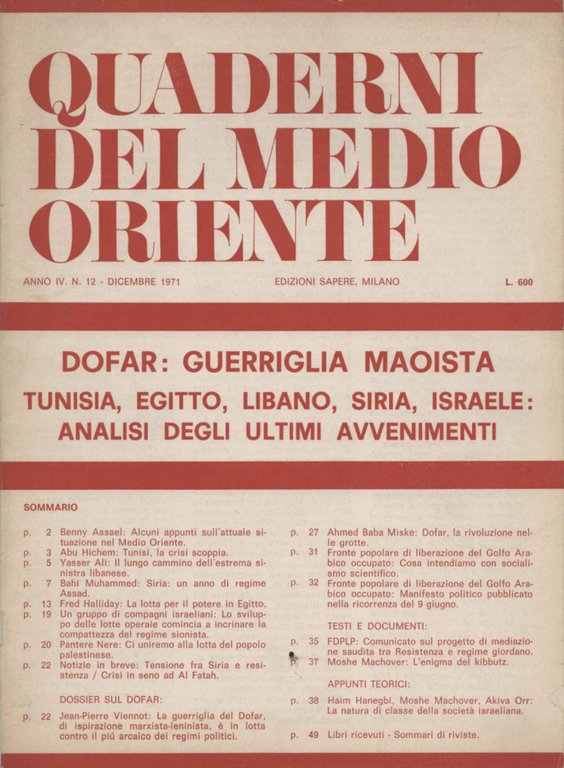 QUADERNI
DEL MEDIO
ORIENTE
ANNO IV. N. 12 - DICEMBRE 1971
EDIZIONI SAPERE, MILANO
L. 600
DOFAR: GUERRIGLIA MAOISTA
TUNISIA, EGITTO, LIBANO, SIRIA, ISRAELE:
ANALISI DEGLI ULTIMI AVVENIMENTI
SOMMARIO
p. 2 Benny Assael: Alcuni appunti sull'attuale si-
tuazione nel Medio Oriente.
p. 3 Abu Hichem: Tunisi, la crisi scoppia.
p. 5 Yasser Ali: Il lungo cammino dell'estrema si-
nistra libanese.
p. 7 Bahi Muhammed: Siria: un anno di regime
Assad.
p. 13 Fred Halliday: La lotta per il potere in Egitto.
p. 19 Un gruppo di compagni israeliani: Lo svilup-
po delle lotte operaie comincia a incrinare la
compattezza del regime sionista.
p. 20 Pantere Nere: Ci uniremo alla lotta del popolo
palestinese.
p. 22 Notizie in breve: Tensione fra Siria e resi-
stenza / Crisi in seno ad Al Fatah.
DOSSIER SUL DOFAR:
p. 22 Jean-Pierre Viennot: La guerriglia del Dofar,
di ispirazione marxista-leninista, è in lotta
contro il piú arcaico dei regimi politici.
p. 27 Ahmed Baba Miske: Dofar, la rivoluzione nel-
le grotte.
p. 31 Fronte popolare di liberazione del Golfo Ara-
bico occupato: Cosa intendiamo con sociali-
smo scientifico.
p. 32 Fronte popolare di liberazione del Golfo Ara-
bico occupato: Manifesto politico pubblicato
nella ricorrenza del 9 giugno.
TESTI E DOCUMENTI:
p. 35 FDPLP: Comunicato sul progetto di mediazio-
ne saudita tra Resistenza e regime giordano.
p. 37 Moshe Machover: L'enigma del kibbutz.
APPUNTI TEORICI:
p. 38 Haim Hanegbi, Moshe Machover, Akiva Orr:
La natura di classe della società israeliana.
p. 49 Libri ricevuti - Sommari di riviste.